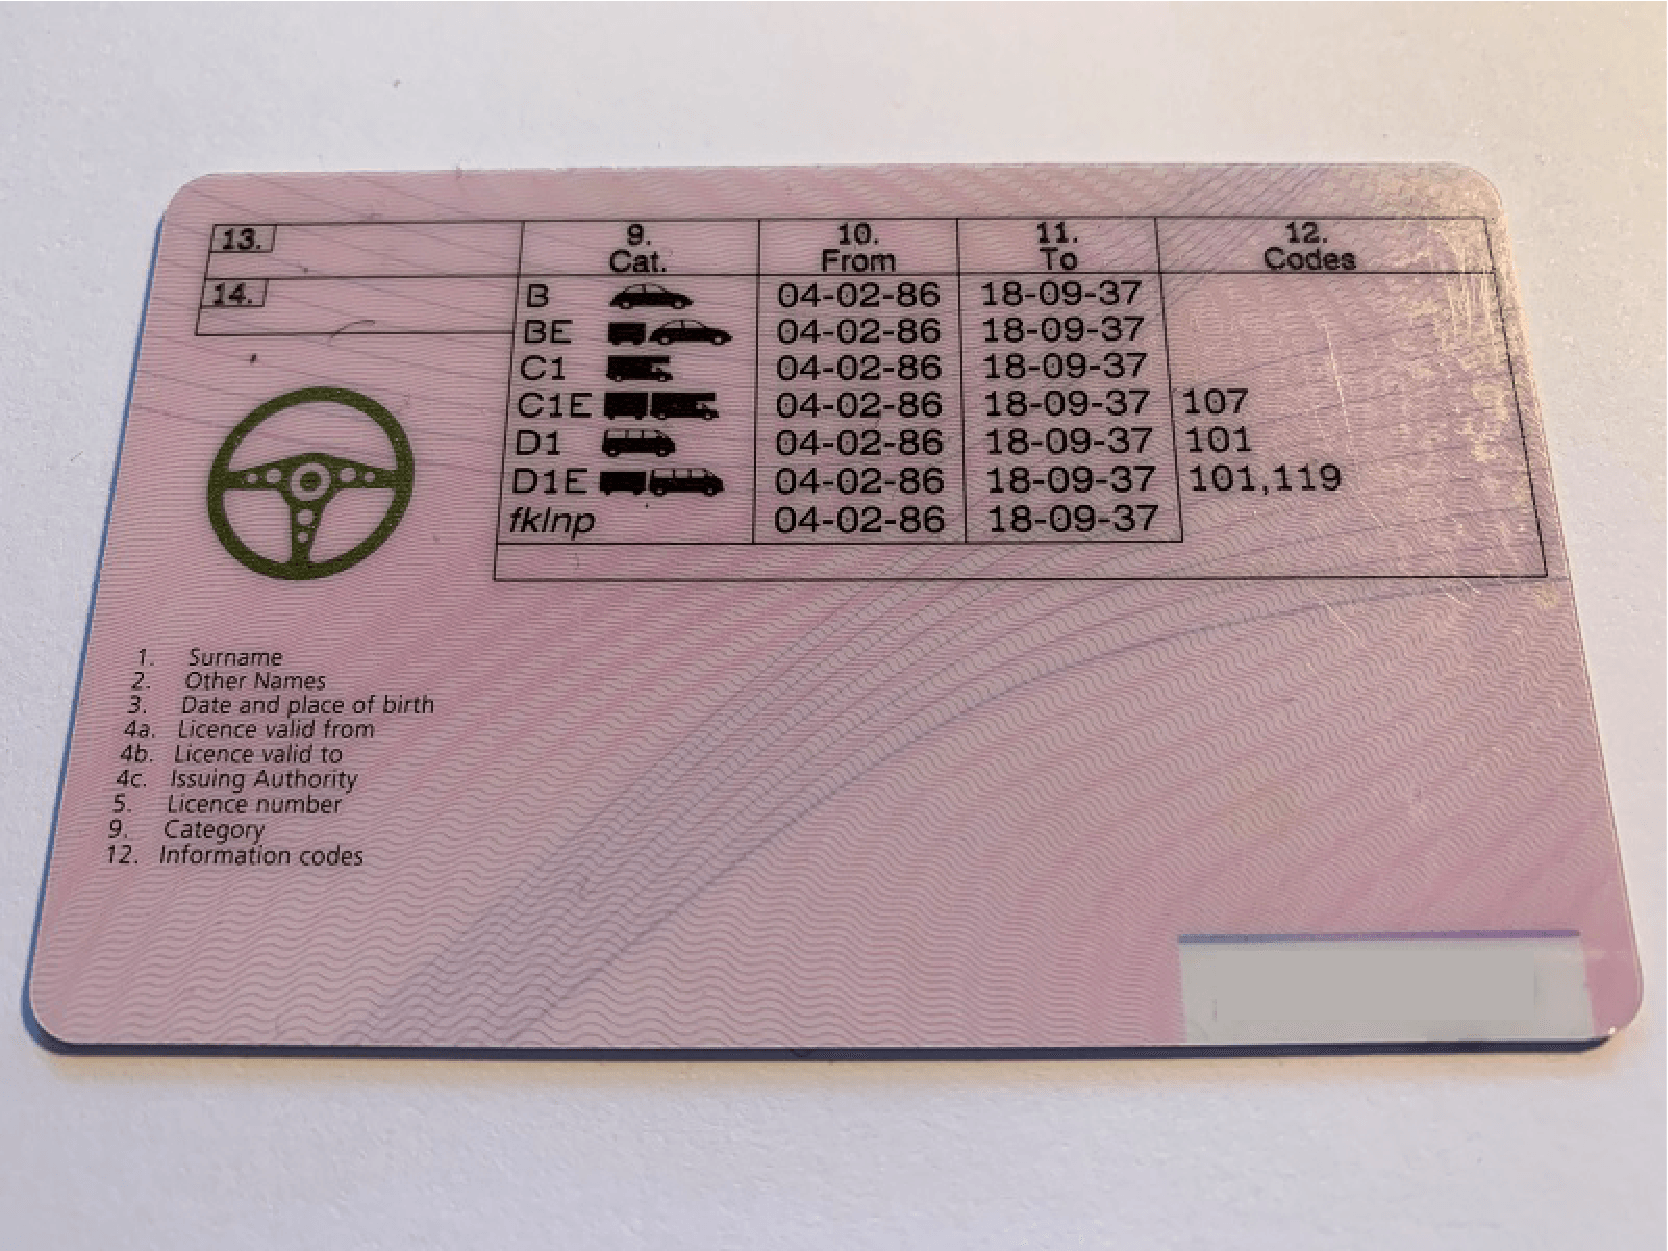 13.
14.
9. Cat. 10. From 11. To 12. Codes
B 04-02-86 18-09-37
BE 04-02-86 18-09-37
C1 04-02-86 18-09-37
C1E 04-02-86 18-09-37 107
D1 04-02-86 18-09-37 101
D1E 04-02-86 18-09-37 101,119
fklnp 04-02-86 18-09-37
1. Surname
2. Other Names
3. Date and place of birth
4a. Licence valid from
4b. Licence valid to
4c. Issuing Authority
5. Licence number
9. Category
12. Information codes